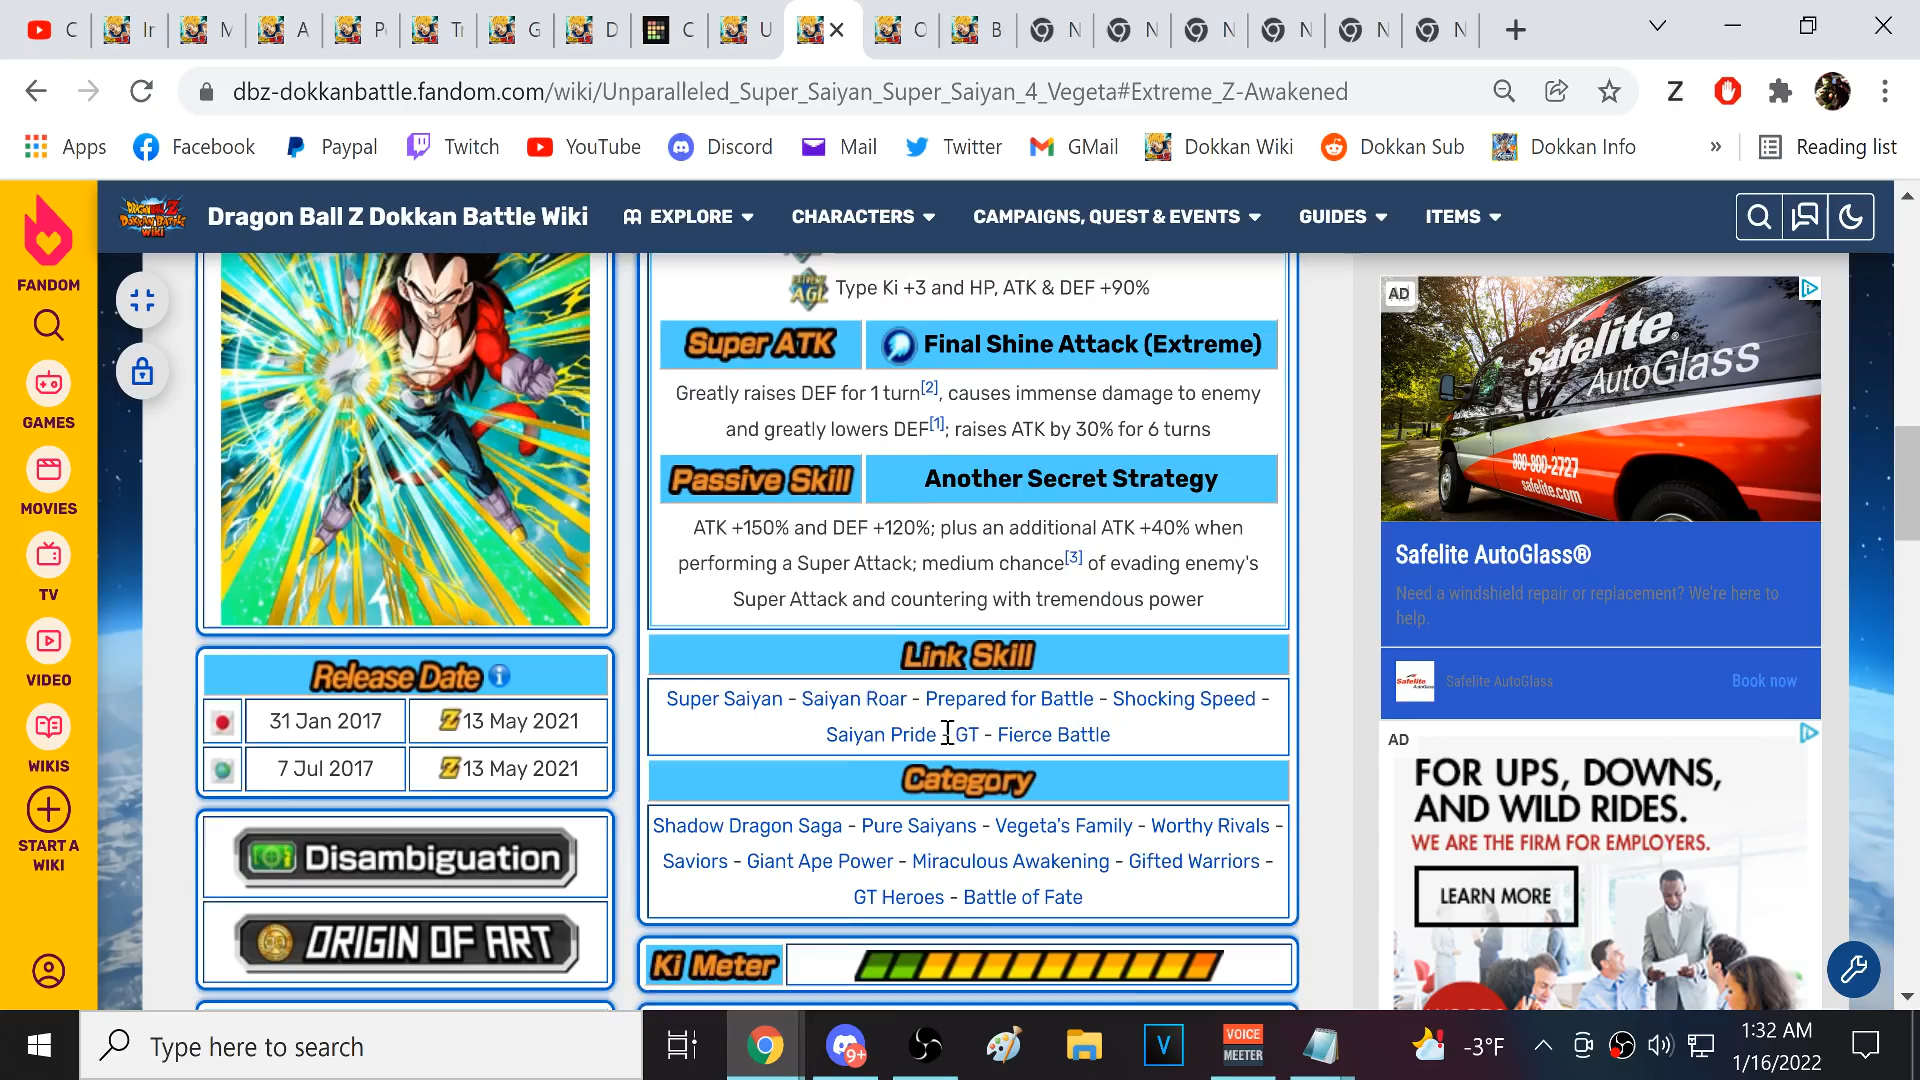 C
Ir
M
A
P
Tr
G
D
C
U
C
B
N
N
N
N
N
N
dbz-dokkanbattle.fandom.com/wiki/Unparalleled_Super_Saiyan_Super_Saiyan_4_Vegeta#Extreme_Z-Awakened
Z
Apps
Facebook
Paypal
Twitch
YouTube
Discord
Mail
Twitter
GMail
Dokkan Wiki
Dokkan Sub
Dokkan Info
»
Reading list
Dragon Ball Z Dokkan Battle Wiki
EXPLORE
CHARACTERS
CAMPAIGNS, QUEST & EVENTS
GUIDES
ITEMS
FANDOM
GAMES
MOVIES
TV
VIDEO
WIKIS
START A
WIKI
AGL Type Ki +3 and HP, ATK & DEF +90%
Super ATK
Final Shine Attack (Extreme)
Greatly raises DEF for 1 turn[2], causes immense damage to enemy
and greatly lowers DEF[1]; raises ATK by 30% for 6 turns
Passive Skill
Another Secret Strategy
ATK +150% and DEF +120%; plus an additional ATK +40% when
performing a Super Attack; medium chance[3] of evading enemy's
Super Attack and countering with tremendous power
Link Skill
Super Saiyan - Saiyan Roar - Prepared for Battle - Shocking Speed -
Saiyan Pride - GT - Fierce Battle
Category
Shadow Dragon Saga - Pure Saiyans - Vegeta's Family - Worthy Rivals -
Saviors - Giant Ape Power - Miraculous Awakening - Gifted Warriors -
GT Heroes - Battle of Fate
Ki Meter
Release Date
31 Jan 2017
Z 13 May 2021
7 Jul 2017
Z 13 May 2021
Disambiguation
ORIGIN OF ART
AD
Safelite
AutoGlass
Safelite
AutoGlass
800-800-2727
safelite.com
Safelite AutoGlass®
Need a windshield repair or replacement? We're here to
help.
Safelite AutoGlass
Book now
AD
FOR UPS, DOWNS,
AND WILD RIDES.
WE ARE THE FIRM FOR EMPLOYERS.
LEARN MORE
Type here to search
9+
V
VOICE
MEETER
-3°F
1:32 AM
1/16/2022